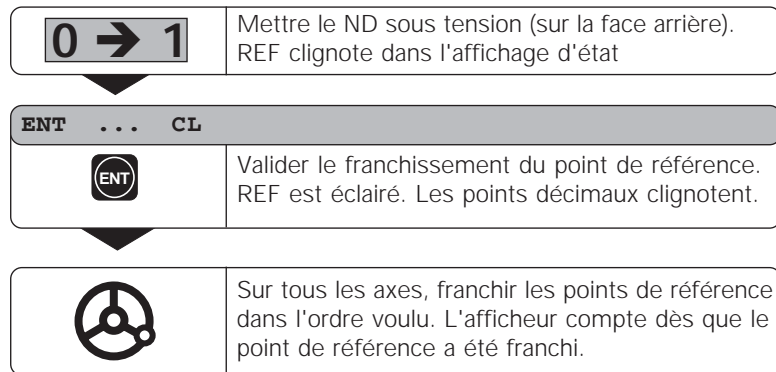 0 ➔ 1
Mettre le ND sous tension (sur la face arrière).
REF clignote dans l'affichage d'état
ENT ... CL
ENT
Valider le franchissement du point de référence.
REF est éclairé. Les points décimaux clignotent.
Sur tous les axes, franchir les points de référence
dans l'ordre voulu. L'afficheur compte dès que le
point de référence a été franchi.